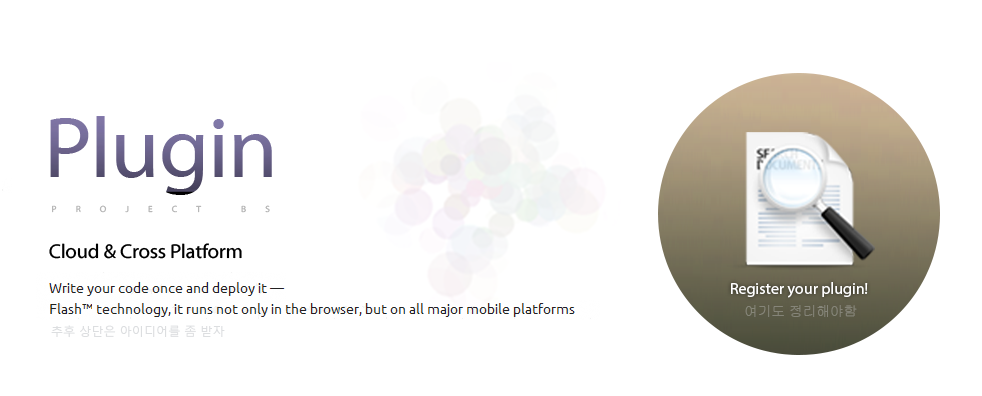 Plugin
PROJECT BS
Cloud & Cross Platform
Write your code once and deploy it —
Flash™ technology, it runs not only in the browser, but on all major mobile platforms
추후 상단은 아이디어를 좀 받자
DOCUMENT
Register your plugin!
여기도 정리해야함